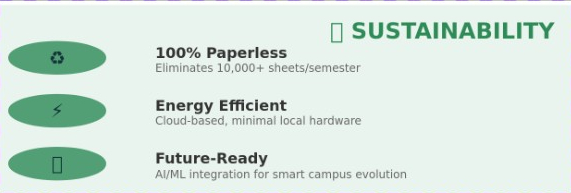 SUSTAINABILITY
♻ 100% Paperless
Eliminates 10,000+ sheets/semester
⚡ Energy Efficient
Cloud-based, minimal local hardware
Future-Ready
AI/ML integration for smart campus evolution